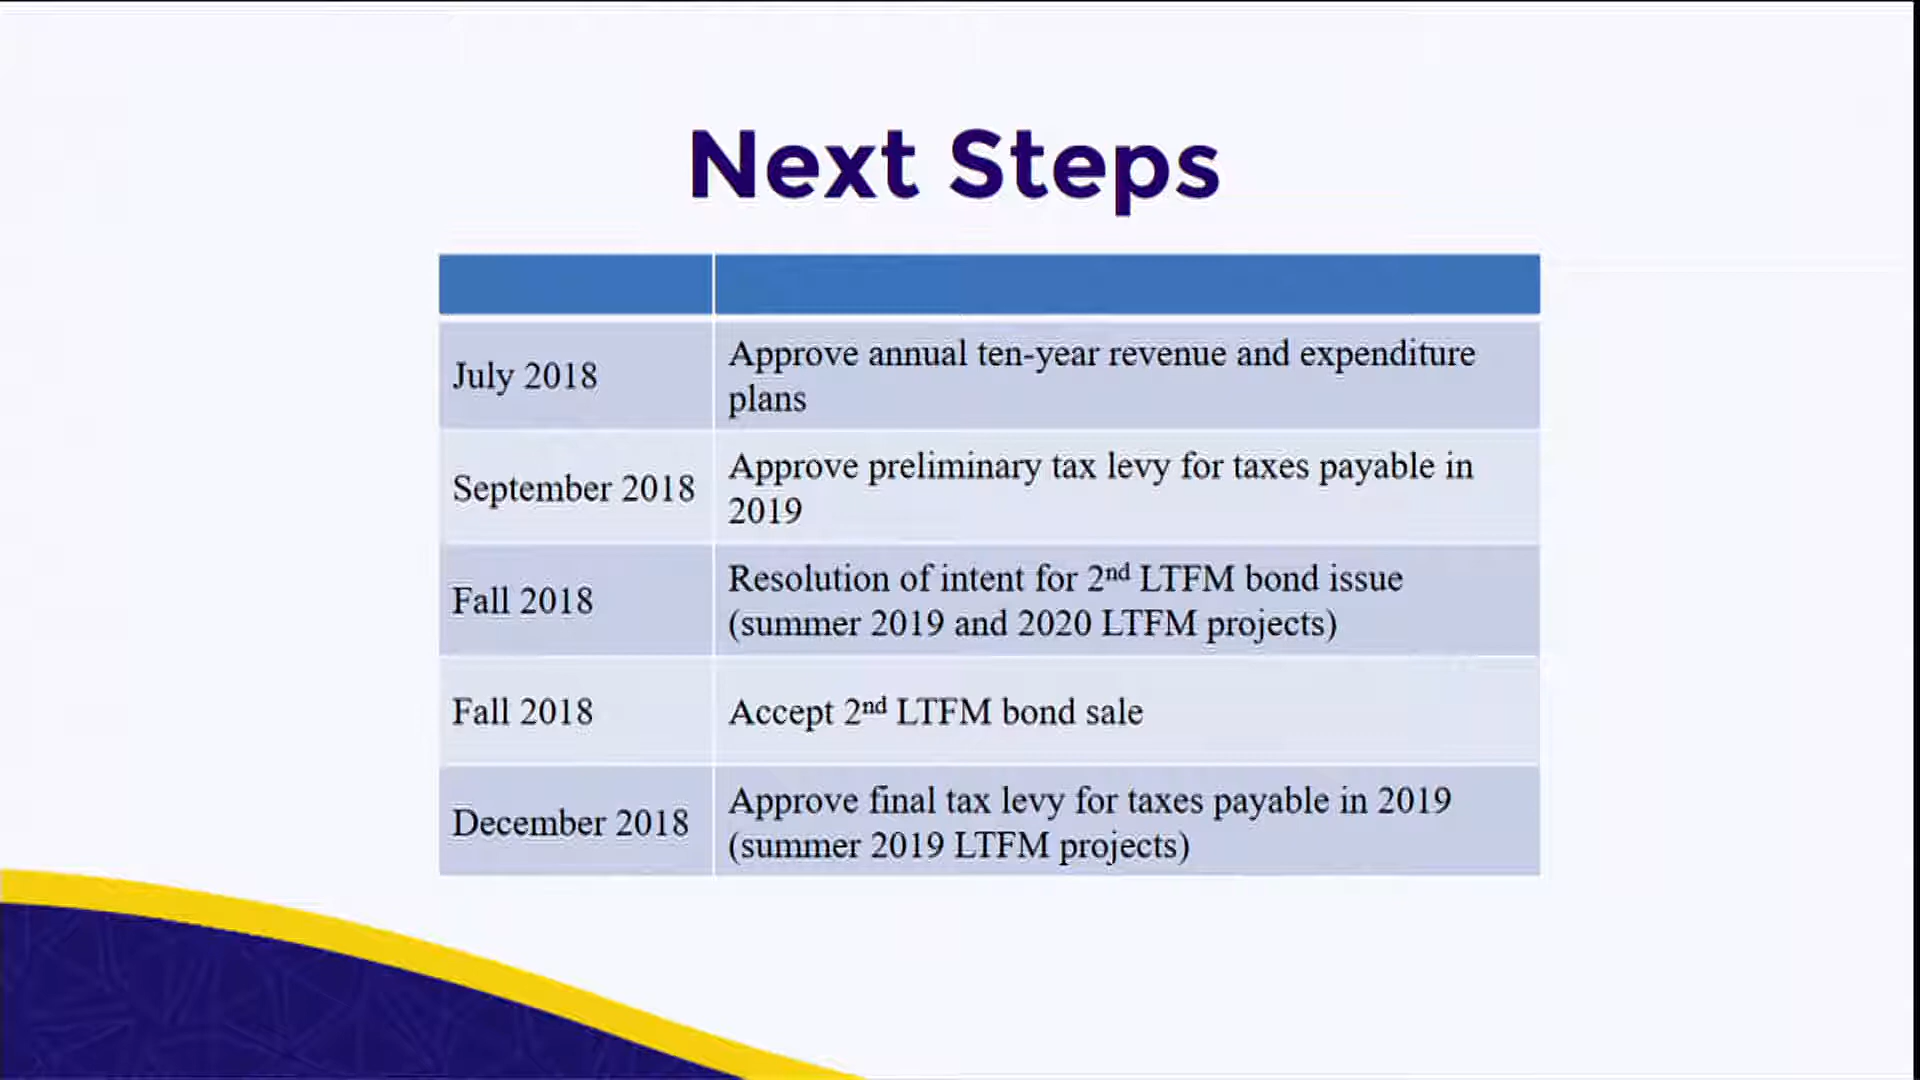 Next Steps
July 2018
Approve annual ten-year revenue and expenditure
plans
September 2018
Approve preliminary tax levy for taxes payable in
2019
Fall 2018
Resolution of intent for 2nd LTFM bond issue
(summer 2019 and 2020 LTFM projects)
Fall 2018
Accept 2nd LTFM bond sale
December 2018
Approve final tax levy for taxes payable in 2019
(summer 2019 LTFM projects)